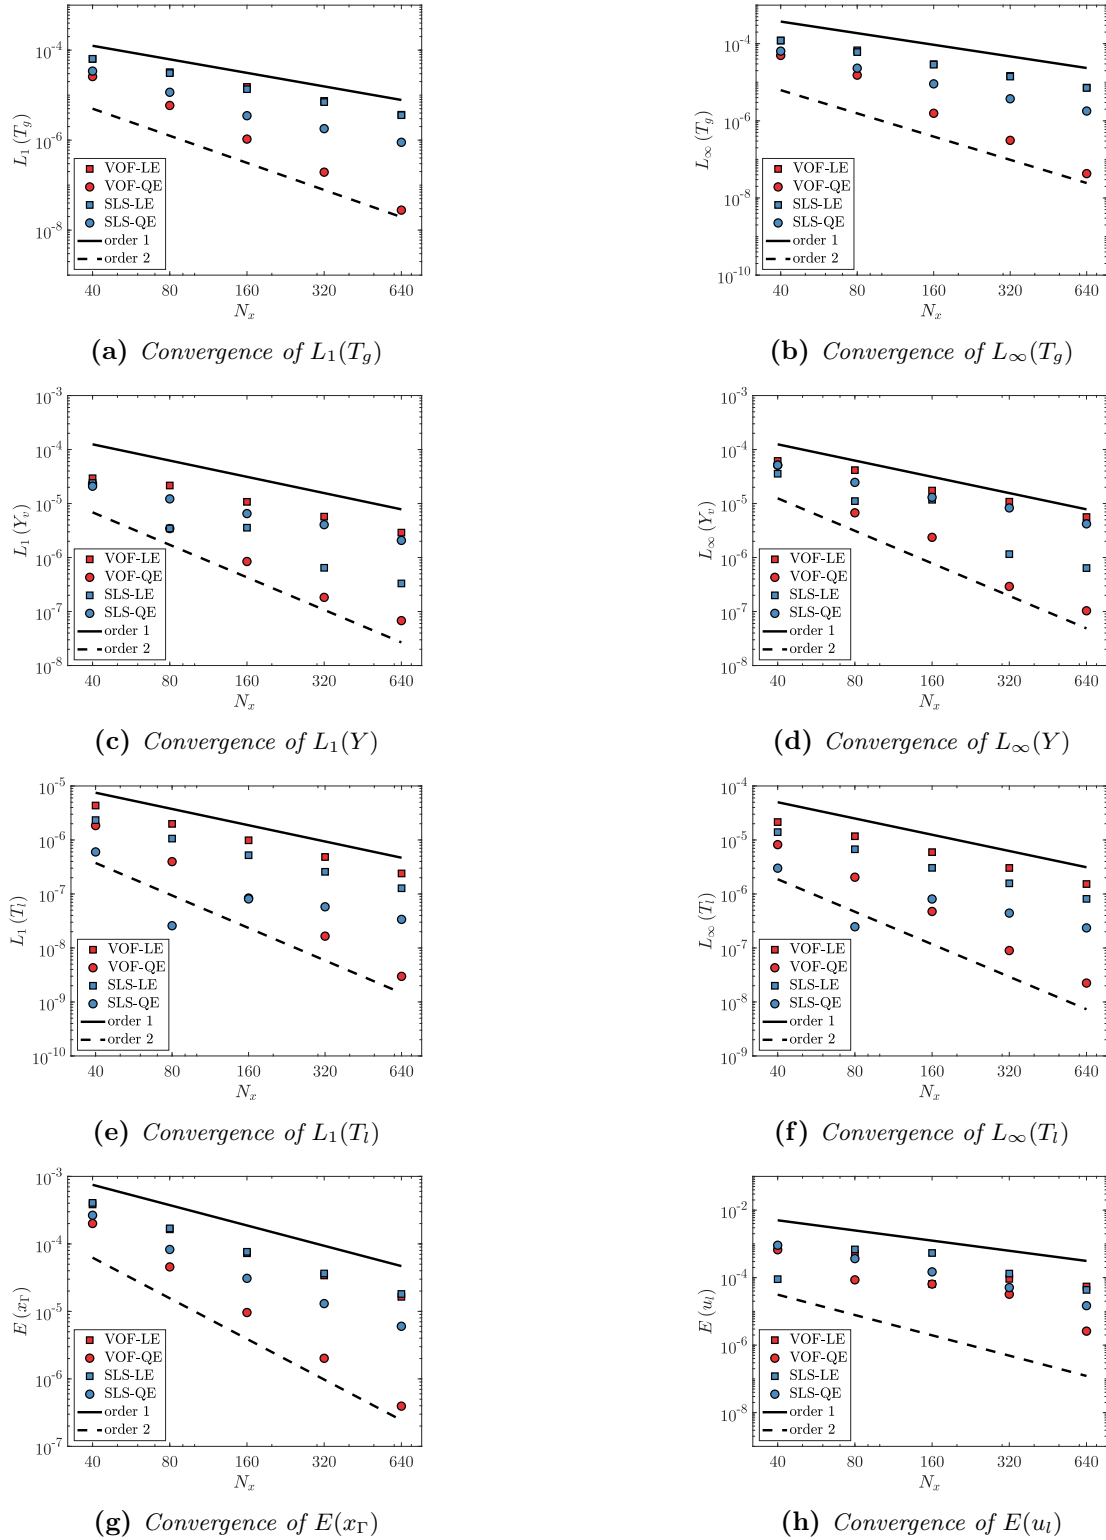 10^{-4}
10^{-6}
10^{-8}
L_1(T_g)
VOF-LE
VOF-QE
SLS-LE
SLS-QE
order 1
order 2
40 80 160 320 640
N_x
(a) Convergence of L_1(T_g)
10^{-4}
10^{-6}
10^{-8}
10^{-10}
L_∞(T_g)
VOF-LE
VOF-QE
SLS-LE
SLS-QE
order 1
order 2
40 80 160 320 640
N_x
(b) Convergence of L_∞(T_g)
10^{-3}
10^{-4}
10^{-5}
10^{-6}
10^{-7}
10^{-8}
L_1(Y_v)
VOF-LE
VOF-QE
SLS-LE
SLS-QE
order 1
order 2
40 80 160 320 640
N_x
(c) Convergence of L_1(Y)
10^{-3}
10^{-4}
10^{-5}
10^{-6}
10^{-7}
10^{-8}
L_∞(Y_v)
VOF-LE
VOF-QE
SLS-LE
SLS-QE
order 1
order 2
40 80 160 320 640
N_x
(d) Convergence of L_∞(Y)
10^{-5}
10^{-6}
10^{-7}
10^{-8}
10^{-9}
10^{-10}
L_1(T_l)
VOF-LE
VOF-QE
SLS-LE
SLS-QE
order 1
order 2
40 80 160 320 640
N_x
(e) Convergence of L_1(T_l)
10^{-4}
10^{-5}
10^{-6}
10^{-7}
10^{-8}
10^{-9}
L_∞(T_l)
VOF-LE
VOF-QE
SLS-LE
SLS-QE
order 1
order 2
40 80 160 320 640
N_x
(f) Convergence of L_∞(T_l)
10^{-3}
10^{-4}
10^{-5}
10^{-6}
10^{-7}
E(x_Γ)
VOF-LE
VOF-QE
SLS-LE
SLS-QE
order 1
order 2
40 80 160 320 640
N_x
(g) Convergence of E(x_Γ)
10^{-2}
10^{-4}
10^{-6}
10^{-8}
E(u_l)
VOF-LE
VOF-QE
SLS-LE
SLS-QE
order 1
order 2
40 80 160 320 640
N_x
(h) Convergence of E(u_l)